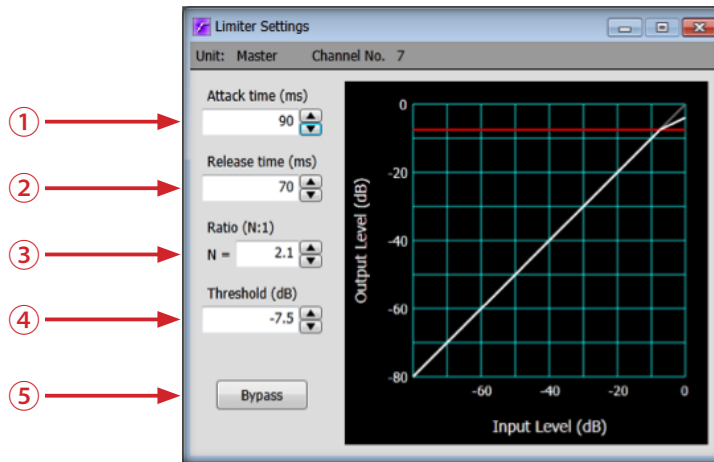 Limiter Settings
Unit: Master Channel No. 7
① Attack time (ms)
90
② Release time (ms)
70
③ Ratio (N:1)
N = 2.1
④ Threshold (dB)
-7.5
⑤ Bypass
Output Level (dB)
0
-20
-40
-60
-80
-60 -40 -20 0
Input Level (dB)